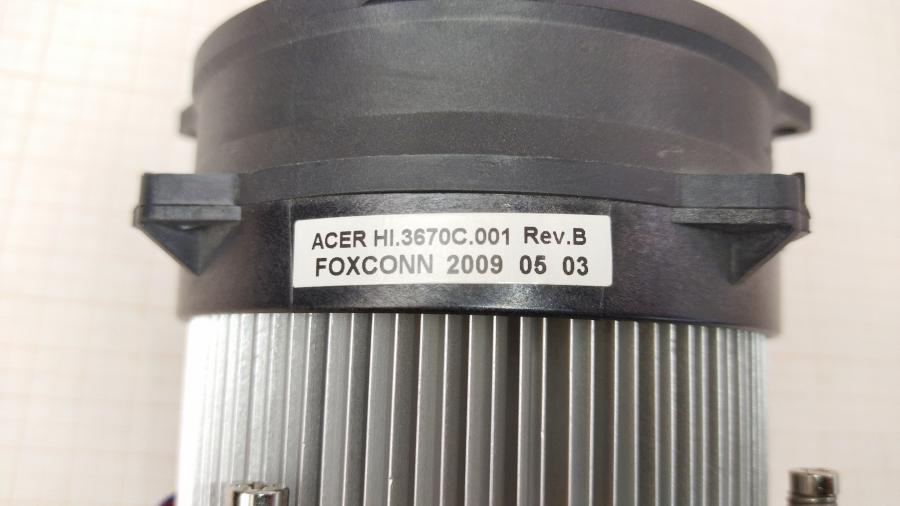 ACER HI.3670C.001 Rev.B
FOXCONN 2009 05 03